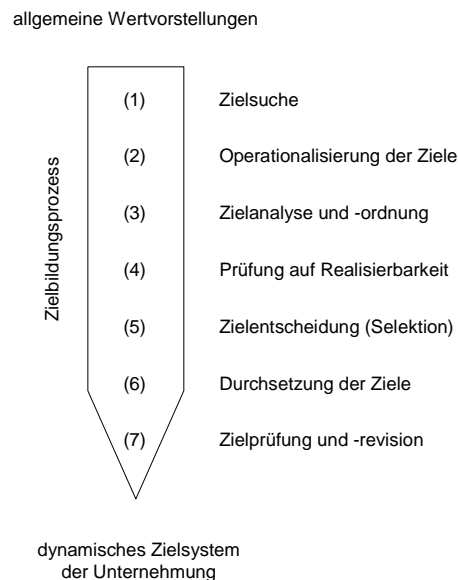 allgemeine Wertvorstellungen
Zielbildungsprozess
(1) Zielsuche
(2) Operationalisierung der Ziele
(3) Zielanalyse und -ordnung
(4) Prüfung auf Realisierbarkeit
(5) Zielentscheidung (Selektion)
(6) Durchsetzung der Ziele
(7) Zielprüfung und -revision
dynamisches Zielsystem
der Unternehmung